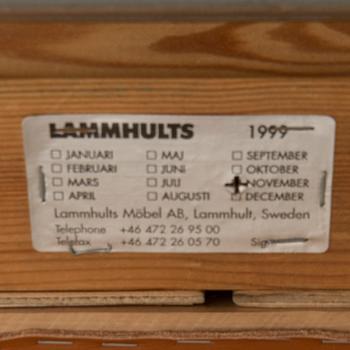 LAMMHULTS 1999
☐ JANUARI ☐ MAJ ☐ SEPTEMBER
☐ FEBRUARI ☐ JUNI ☐ OKTOBER
☐ MARS ☐ JULI ☐ NOVEMBER
☐ APRIL ☐ AUGUSTI ☐ DECEMBER
Lammhults Möbel AB, Lammhult, Sweden
Telephone +46 472 26 95 00
Telefax +46 472 26 05 70 Sign